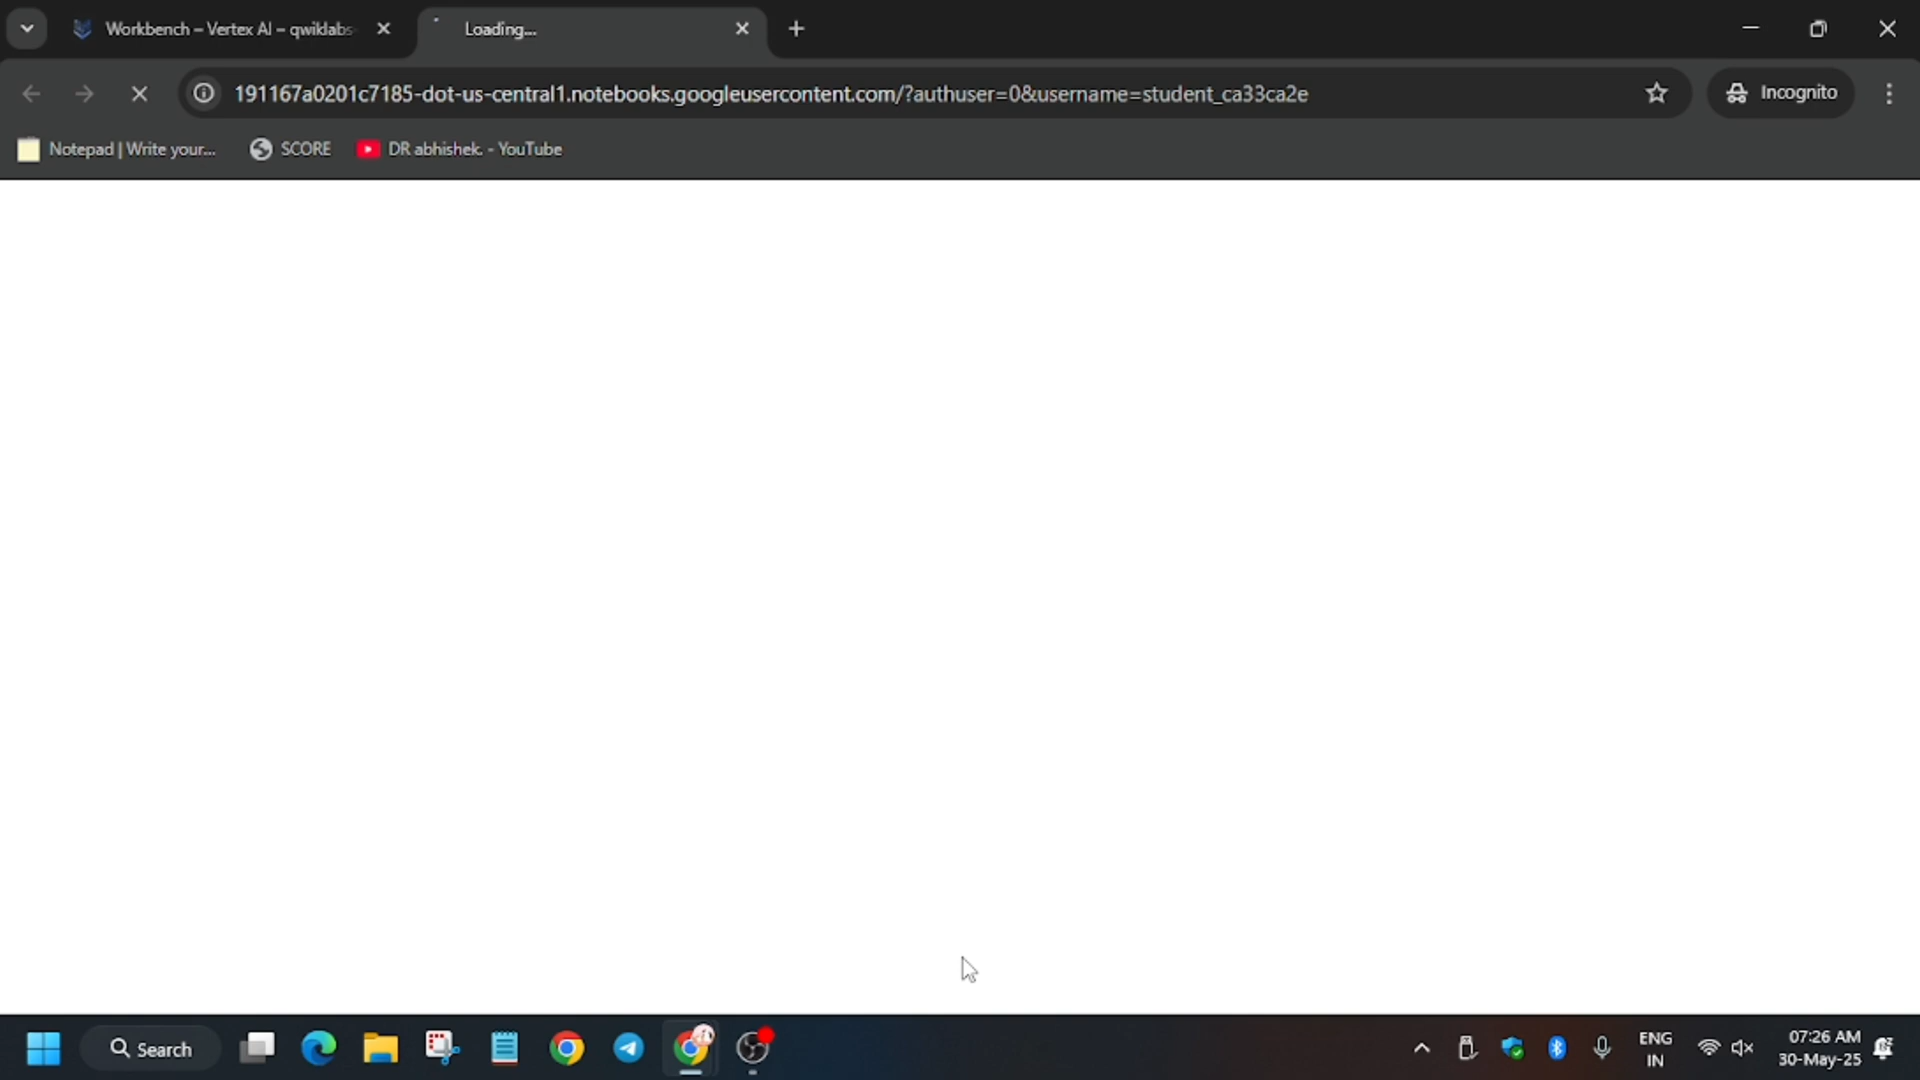 Workbench – Vertex AI – qwiklabs-
Loading...
191167a0201c7185-dot-us-central1.notebooks.googleusercontent.com/?authuser=0&username=student_ca33ca2e
Incognito
Notepad | Write your...
SCORE
DR abhishek. - YouTube
Search
ENG
IN
07:26 AM
30-May-25